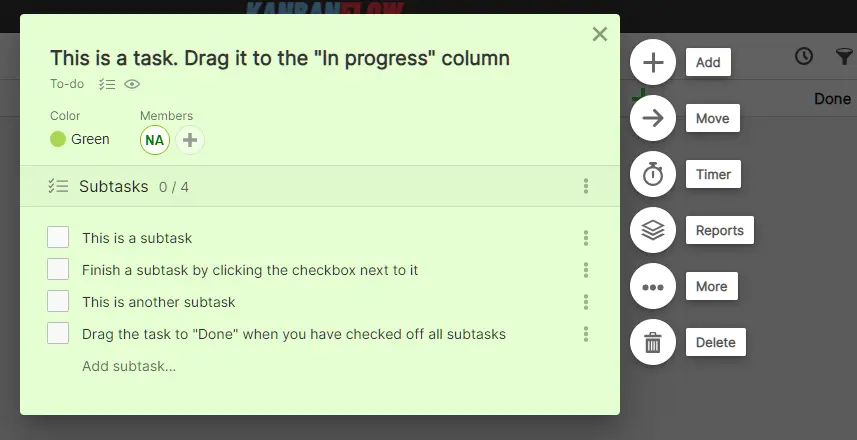 KANBANFLOW
This is a task. Drag it to the "In progress" column
To-do
Color
Members
Green
NA
Subtasks 0 / 4
This is a subtask
Finish a subtask by clicking the checkbox next to it
This is another subtask
Drag the task to "Done" when you have checked off all subtasks
Add subtask...
Add
Move
Timer
Reports
More
Delete
Done